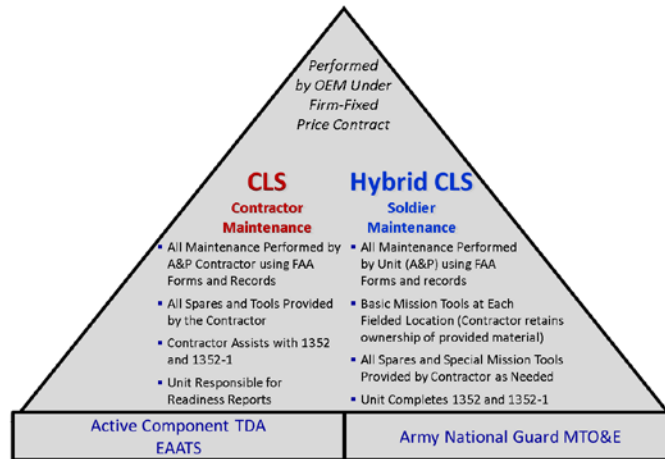 Performed
by OEM Under
Firm-Fixed
Price Contract
CLS
Contractor
Maintenance
▪ All Maintenance Performed by
A&P Contractor using FAA
Forms and Records
▪ All Spares and Tools Provided
by the Contractor
▪ Contractor Assists with 1352
and 1352-1
▪ Unit Responsible for
Readiness Reports
Hybrid CLS
Soldier
Maintenance
▪ All Maintenance Performed
by Unit (A&P) using FAA
Forms and records
▪ Basic Mission Tools at Each
Fielded Location (Contractor retains
ownership of provided material)
▪ All Spares and Special Mission Tools
Provided by Contractor as Needed
▪ Unit Completes 1352 and 1352-1
Active Component TDA
EAATS
Army National Guard MTO&E